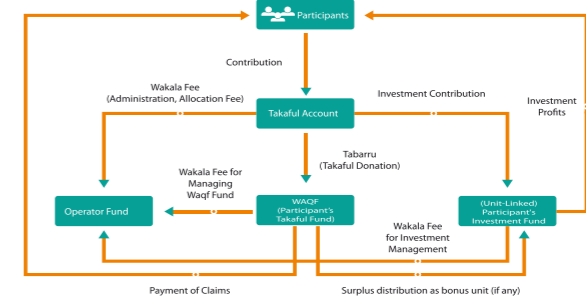 Participants
Contribution
Wakala Fee
(Administration, Allocation Fee)
Investment Contribution
Investment
Profits
Takaful Account
Tabarru
(Takaful Donation)
Wakala Fee for
Managing
Waqf Fund
Operator Fund
WAQF
(Participant's
Takaful Fund)
(Unit-Linked)
Participant's
Investment Fund
Wakala Fee
for Investment
Management
Payment of Claims
Surplus distribution as bonus unit (if any)